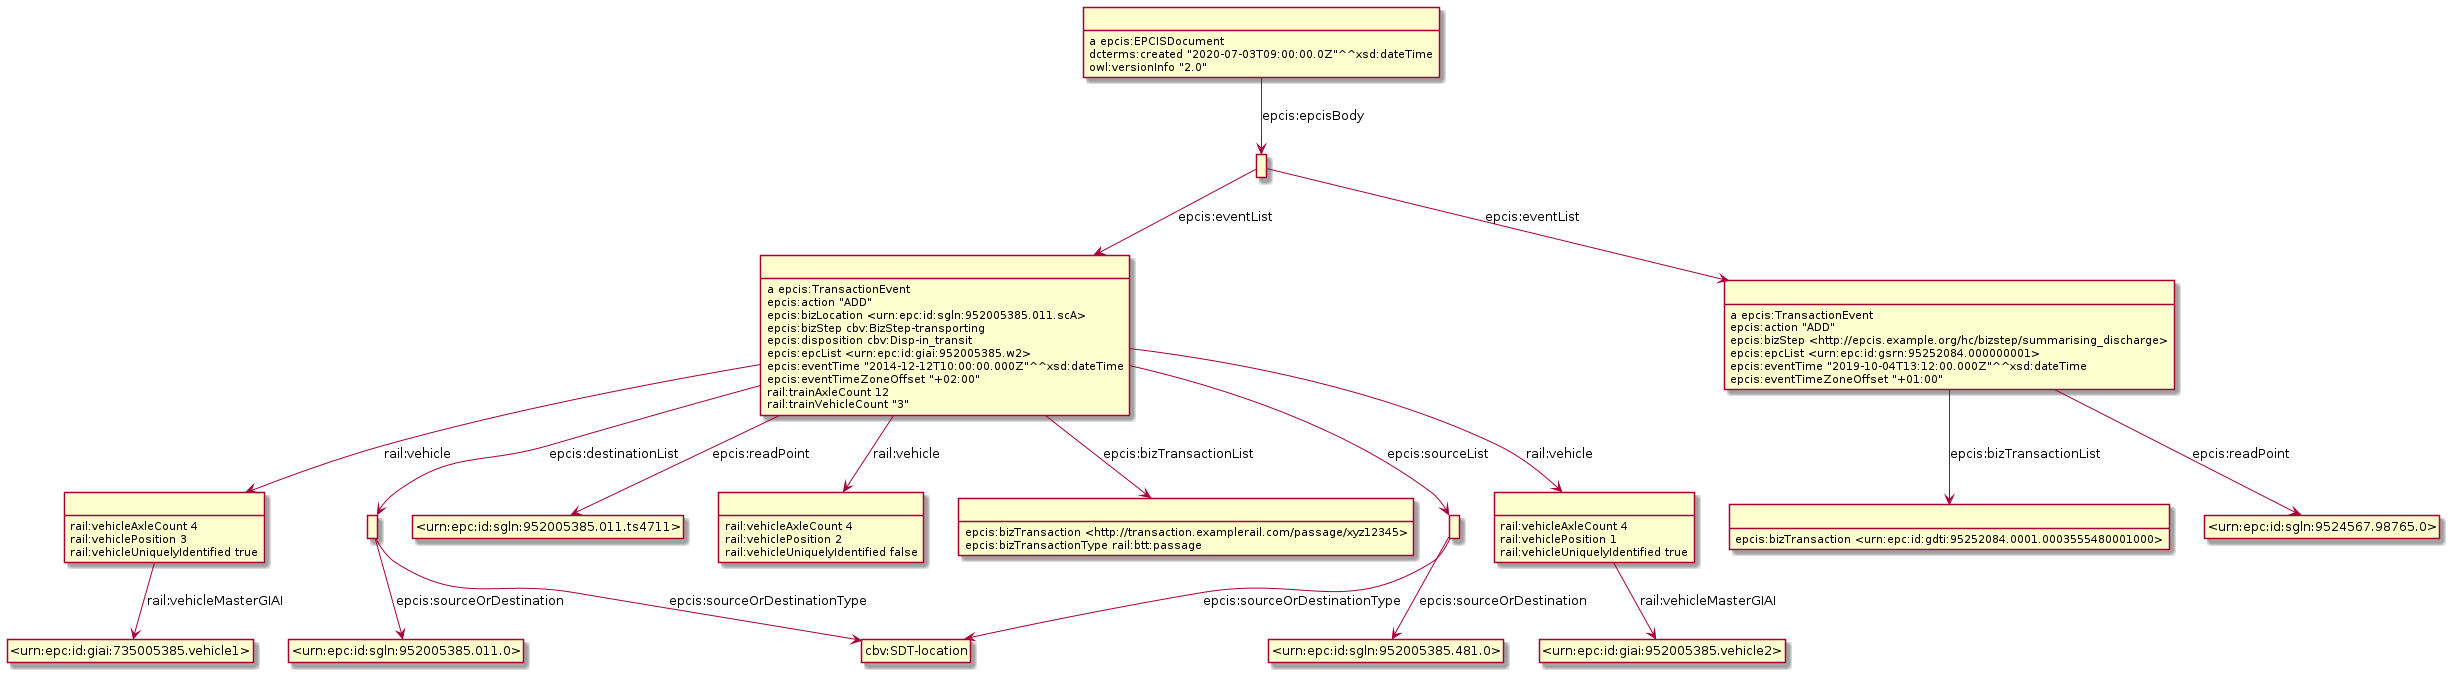 a epcis:EPCISDocument
dcterms:created "2020-07-03T09:00:00.0Z"^^xsd:dateTime
owl:versionInfo "2.0"
epcis:epcisBody
epcis:eventList
epcis:eventList
a epcis:TransactionEvent
epcis:action "ADD"
epcis:bizLocation <urn:epc:id:sgln:952005385.011.scA>
epcis:bizStep cbv:BizStep-transporting
epcis:disposition cbv:Disp-in_transit
epcis:epcList <urn:epc:id:giai:952005385.w2>
epcis:eventTime "2014-12-12T10:00:00.000Z"^^xsd:dateTime
epcis:eventTimeZoneOffset "+02:00"
rail:trainAxleCount 12
rail:trainVehicleCount "3"
a epcis:TransactionEvent
epcis:action "ADD"
epcis:bizStep <http://epcis.example.org/hc/bizstep/summarising_discharge>
epcis:epcList <urn:epc:id:gsrn:95252084.000000001>
epcis:eventTime "2019-10-04T13:12:00.000Z"^^xsd:dateTime
epcis:eventTimeZoneOffset "+01:00"
rail:vehicle
epcis:destinationList
epcis:readPoint
rail:vehicle
epcis:bizTransactionList
epcis:sourceList
rail:vehicle
epcis:bizTransactionList
epcis:readPoint
rail:vehicleAxleCount 4
rail:vehiclePosition 3
rail:vehicleUniquelyIdentified true
<urn:epc:id:sgln:952005385.011.ts4711>
rail:vehicleAxleCount 4
rail:vehiclePosition 2
rail:vehicleUniquelyIdentified false
epcis:bizTransaction <http://transaction.examplerail.com/passage/xyz12345>
epcis:bizTransactionType rail:btt:passage
rail:vehicleAxleCount 4
rail:vehiclePosition 1
rail:vehicleUniquelyIdentified true
epcis:bizTransaction <urn:epc:id:gdti:95252084.0001.0003555480001000>
<urn:epc:id:sgln:9524567.98765.0>
rail:vehicleMasterGIAI
epcis:sourceOrDestination
epcis:sourceOrDestinationType
epcis:sourceOrDestinationType
epcis:sourceOrDestination
rail:vehicleMasterGIAI
<urn:epc:id:giai:735005385.vehicle1>
<urn:epc:id:sgln:952005385.011.0>
cbv:SDT-location
<urn:epc:id:sgln:952005385.481.0>
<urn:epc:id:giai:952005385.vehicle2>